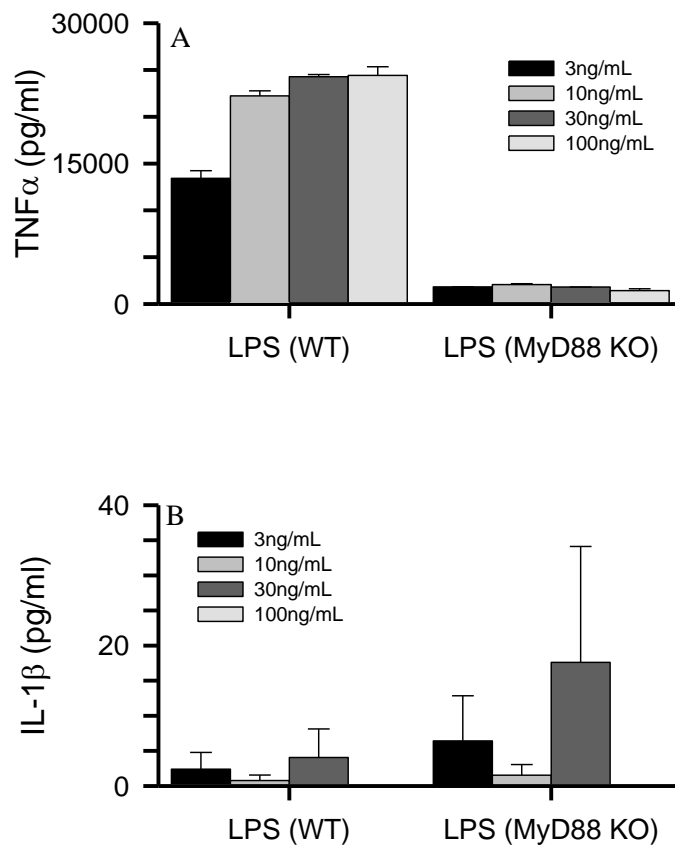 A
30000
3ng/mL
10ng/mL
30ng/mL
100ng/mL
15000
TNFα (pg/ml)
0
LPS (WT) LPS (MyD88 KO)
B
40
3ng/mL
10ng/mL
30ng/mL
100ng/mL
20
IL-1β (pg/ml)
0
LPS (WT) LPS (MyD88 KO)